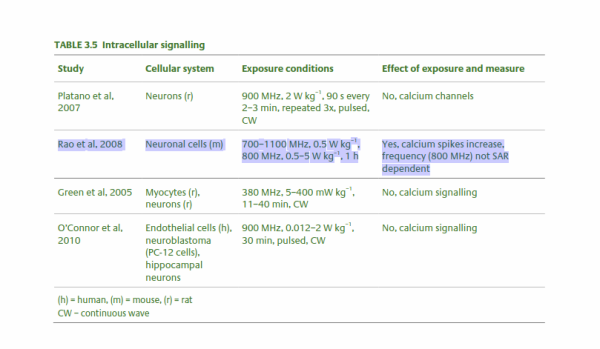 TABLE 3.5 Intracellular signalling
Study Cellular system Exposure conditions Effect of exposure and measure
Platano et al, Neurons (r) 900 MHz, 2 W kg⁻¹, 90 s every No, calcium channels
2007 2–3 min, repeated 3x, pulsed,
CW
Rao et al, 2008 Neuronal cells (m) 700–1100 MHz, 0.5 W kg⁻¹, Yes, calcium spikes increase,
800 MHz, 0.5–5 W kg⁻¹, 1 h frequency (800 MHz) not SAR
dependent
Green et al, 2005 Myocytes (r), 380 MHz, 5–400 mW kg⁻¹, No, calcium signalling
neurons (r) 11–40 min, CW
O'Connor et al, Endothelial cells (h), 900 MHz, 0.012–2 W kg⁻¹, No, calcium signalling
2010 neuroblastoma 30 min, pulsed, CW
(PC-12 cells),
hippocampal
neurons
(h) = human, (m) = mouse, (r) = rat
CW – continuous wave